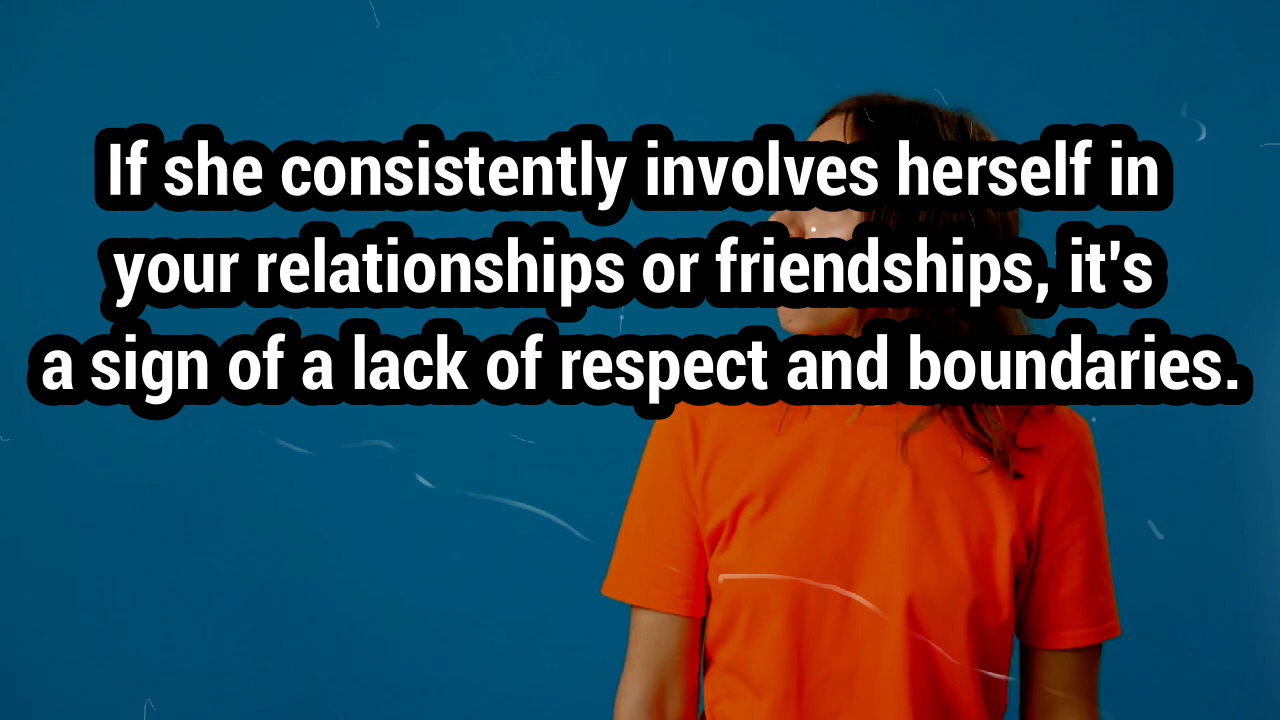 If she consistently involves herself in
your relationships or friendships, it's
a sign of a lack of respect and boundaries.